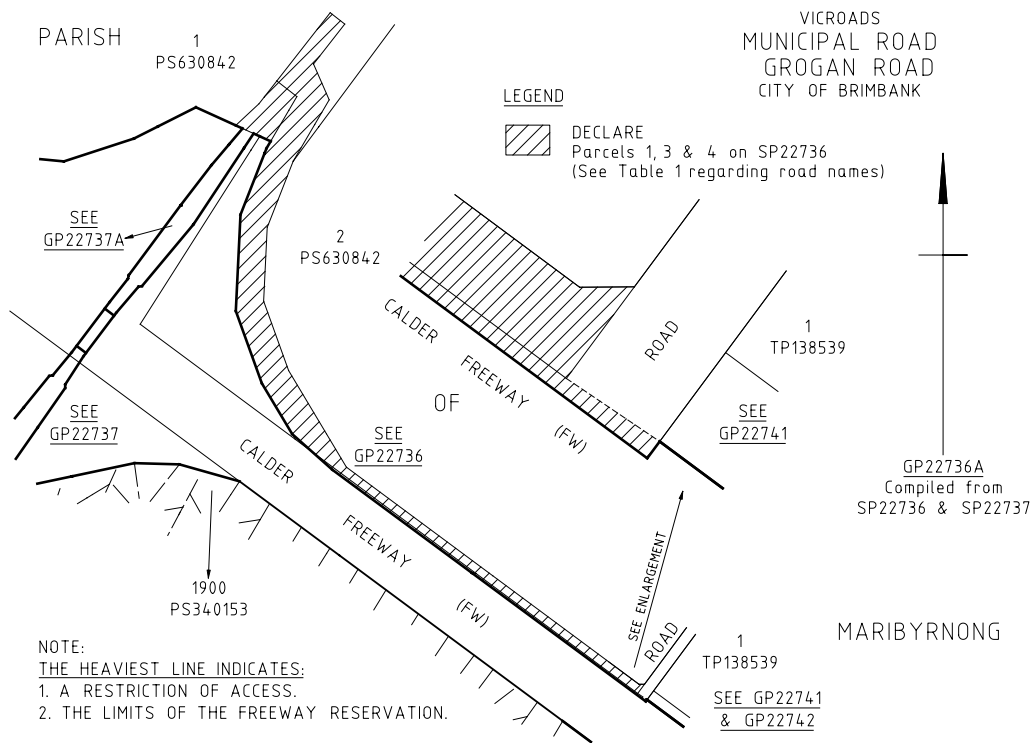 PARISH
1
PS630842
VICROADS
MUNICIPAL ROAD
GROGAN ROAD
CITY OF BRIMBANK
LEGEND
DECLARE
Parcels 1, 3 & 4 on SP22736
(See Table 1 regarding road names)
SEE
GP22737A
2
PS630842
CALDER
FREEWAY
(FW)
ROAD
1
TP138539
OF
SEE
GP22741
SEE
GP22737
SEE
GP22736
GP22736A
Compiled from
SP22736 & SP22737
CALDER
FREEWAY
(FW)
SEE ENLARGEMENT
1900
PS340153
ROAD
1
TP138539
MARIBYRNONG
SEE GP22741
& GP22742
NOTE:
THE HEAVIEST LINE INDICATES:
1. A RESTRICTION OF ACCESS.
2. THE LIMITS OF THE FREEWAY RESERVATION.